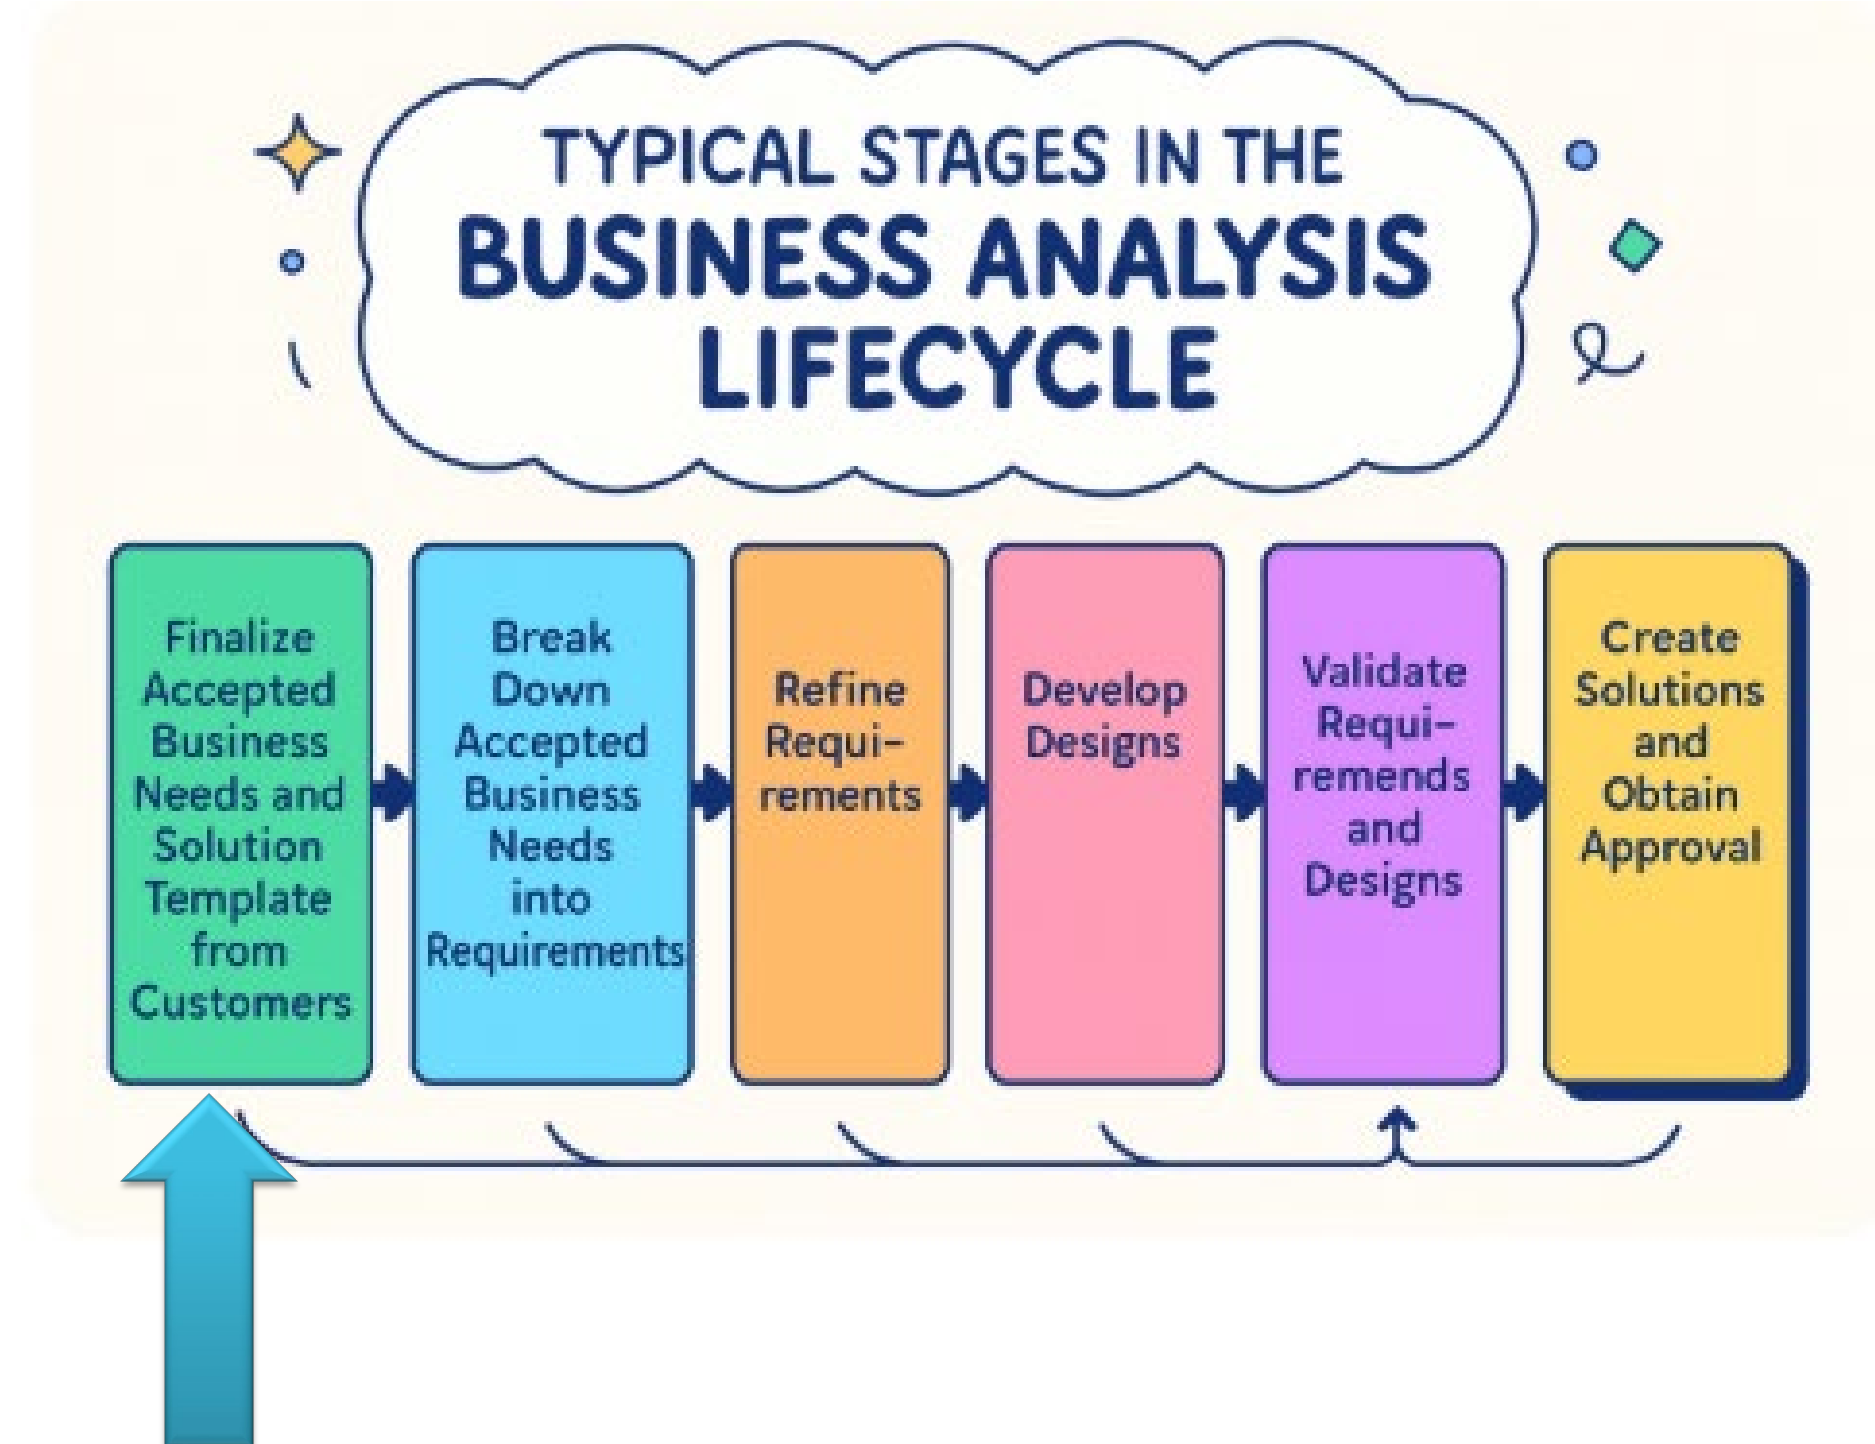 TYPICAL STAGES IN THE
BUSINESS ANALYSIS
LIFECYCLE
Finalize
Accepted
Business
Needs and
Solution
Template
from
Customers
Break
Down
Accepted
Business
Needs
into
Requirements
Refine
Requi-
rements
Develop
Designs
Validate
Requi-
remends
and
Designs
Create
Solutions
and
Obtain
Approval